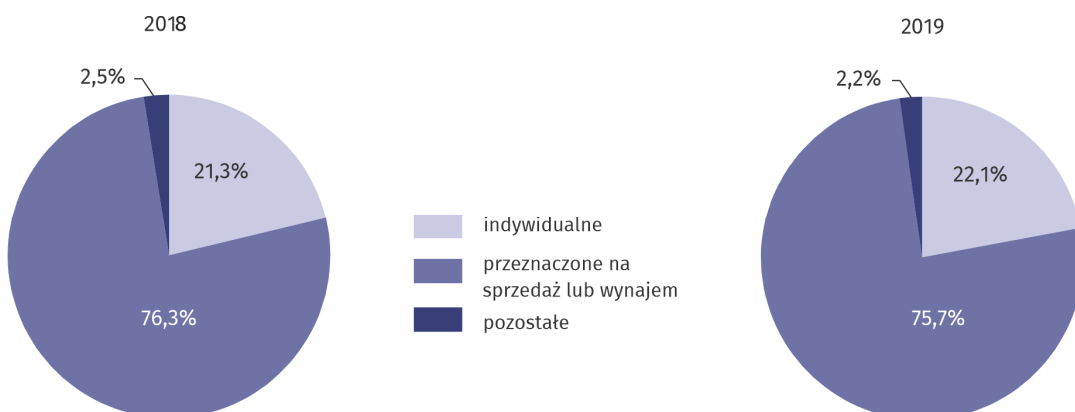 2018
2019
2,5%
2,2%
21,3%
22,1%
indywidualne
przeznaczone na
sprzedaż lub wynajem
pozostałe
76,3%
75,7%